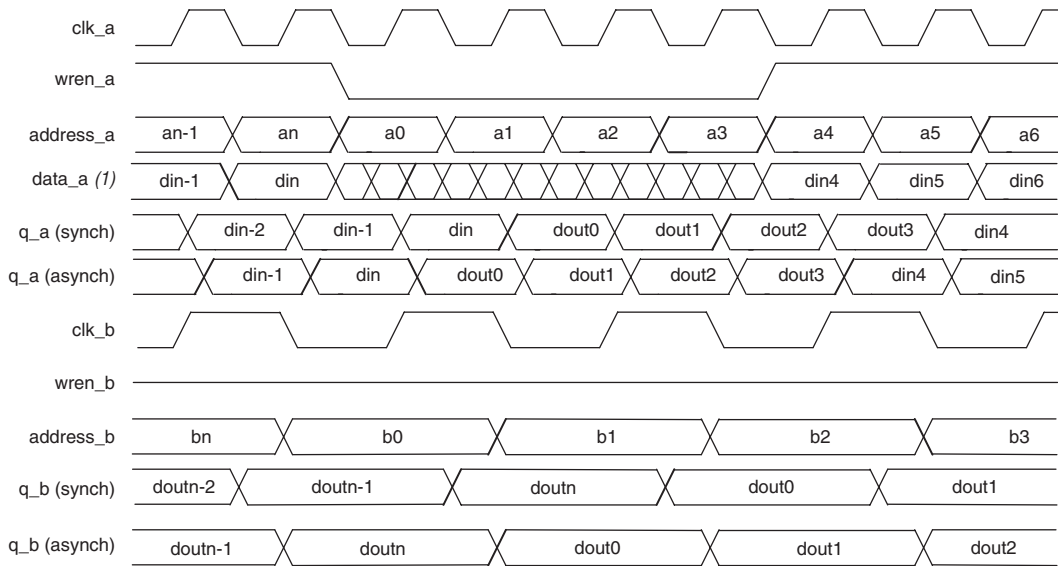 clk_a
wren_a
address_a an-1 an a0 a1 a2 a3 a4 a5 a6
data_a (1) din-1 din din4 din5 din6
q_a (synch) din-2 din-1 din dout0 dout1 dout2 dout3 din4
q_a (asynch) din-1 din dout0 dout1 dout2 dout3 din4 din5
clk_b
wren_b
address_b bn b0 b1 b2 b3
q_b (synch) doutn-2 doutn-1 doutn dout0 dout1
q_b (asynch) doutn-1 doutn dout0 dout1 dout2